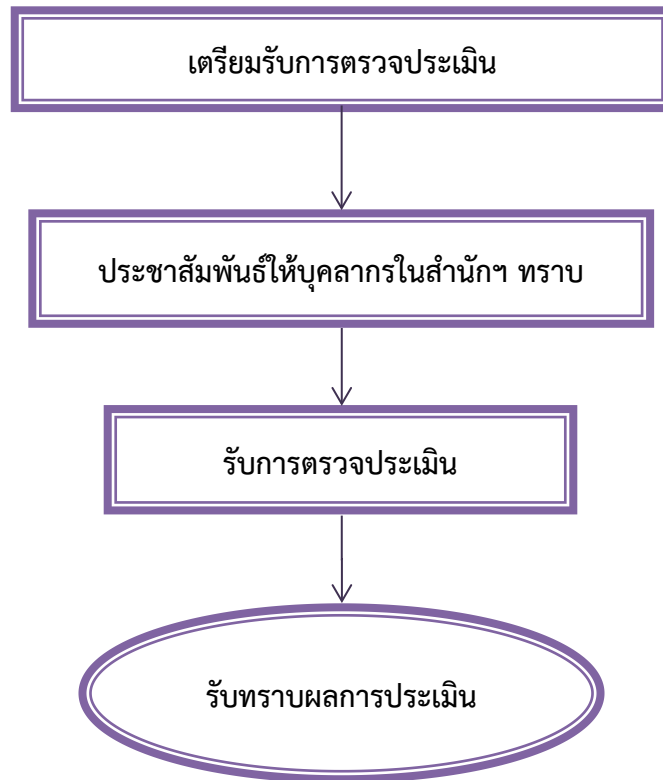 เตรียมรับการตรวจประเมิน
ประชาสัมพันธ์ให้บุคลากรในสำนักฯ ทราบ
รับการตรวจประเมิน
รับทราบผลการประเมิน